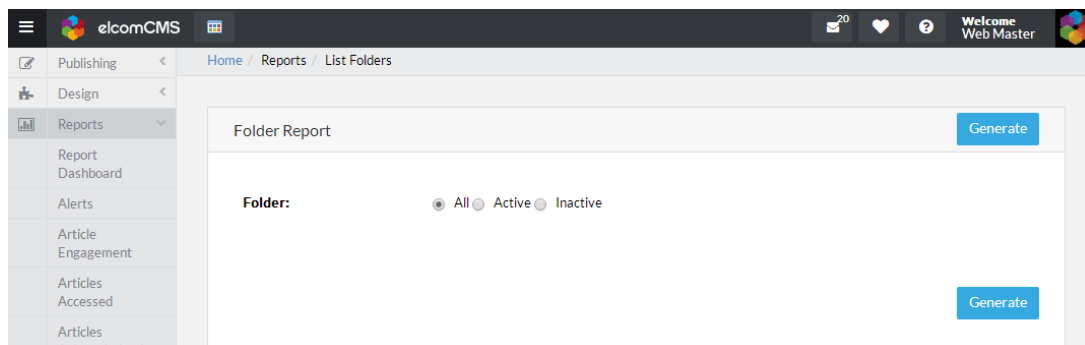 elcomCMS
20
Welcome
Web Master
Publishing
Home / Reports / List Folders
Design
Reports
Folder Report
Generate
Report
Dashboard
Alerts
Folder:
All Active Inactive
Article
Engagement
Articles
Accessed
Generate
Articles